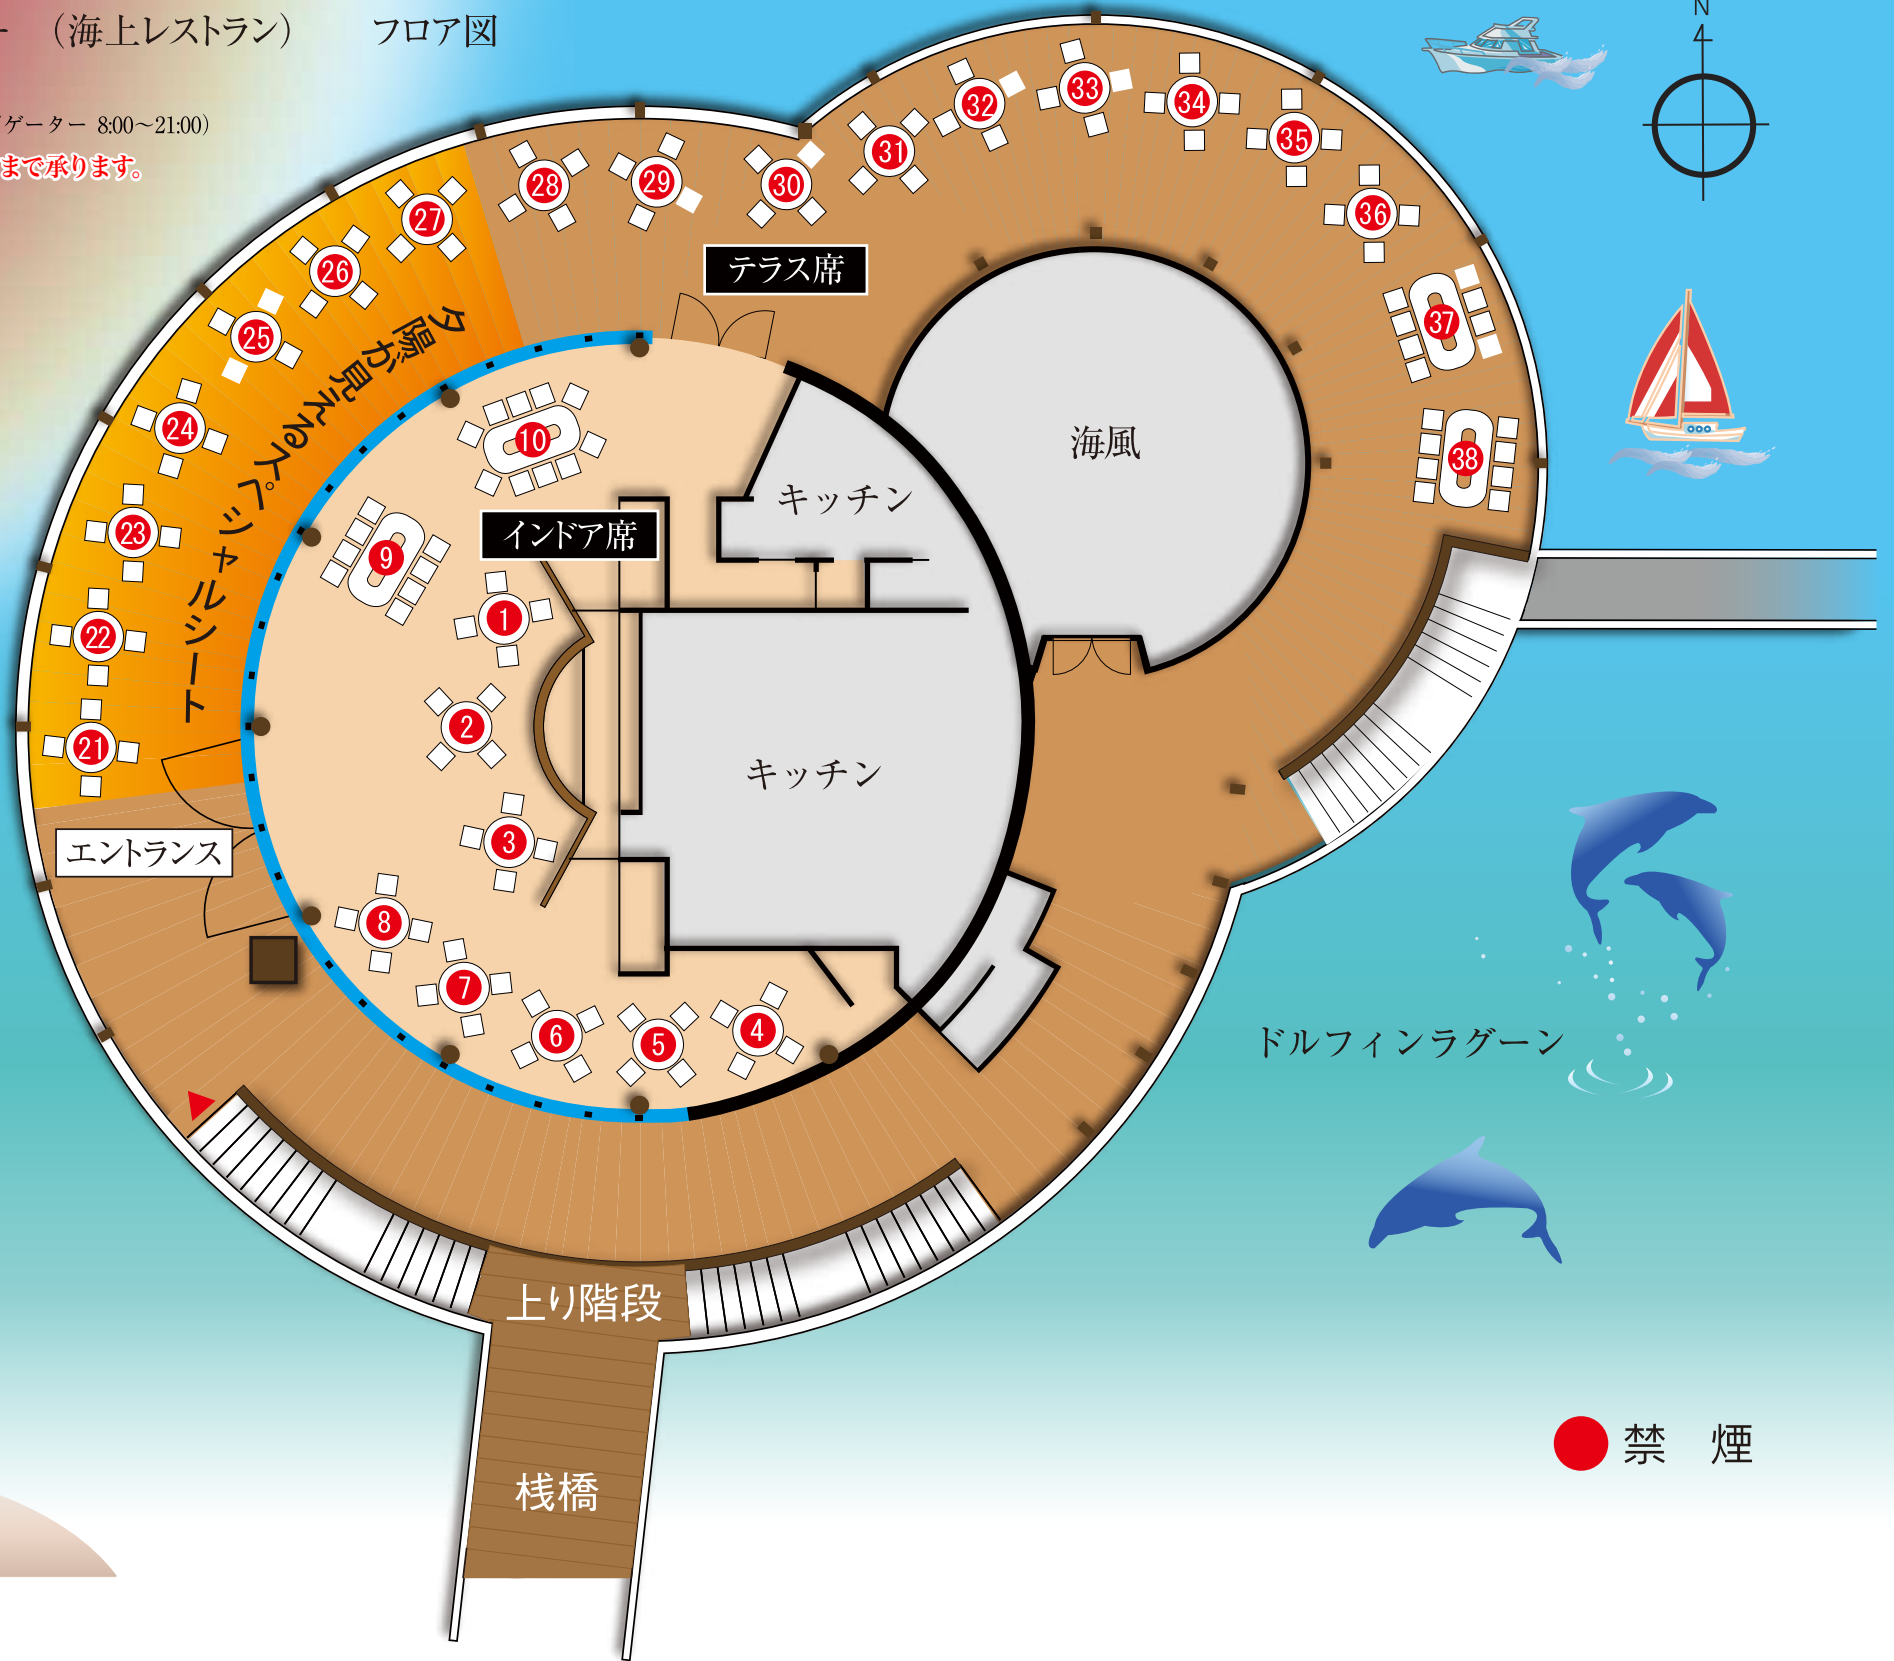 ー （海上レストラン）　フロア図
ゲーター 8:00～21:00）
まで承ります。
N
28
29
30
31
32
33
34
35
36
37
38
27
26
25
24
23
22
21
夕陽が見えるスペシャルシート
テラス席
海風
キッチン
インドア席
10
9
1
2
3
8
7
6
5
4
キッチン
エントランス
ドルフィンラグーン
上り階段
桟橋
禁　煙